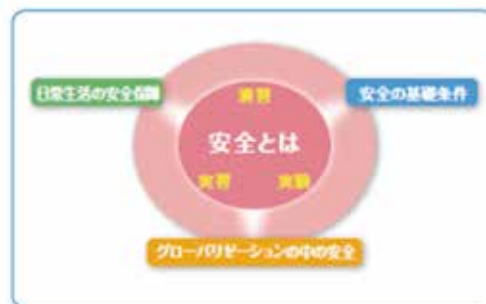 日常生活の安全保障
演習
安全の基礎条件
安全とは
実習
実験
グローバリゼーションの中の安全